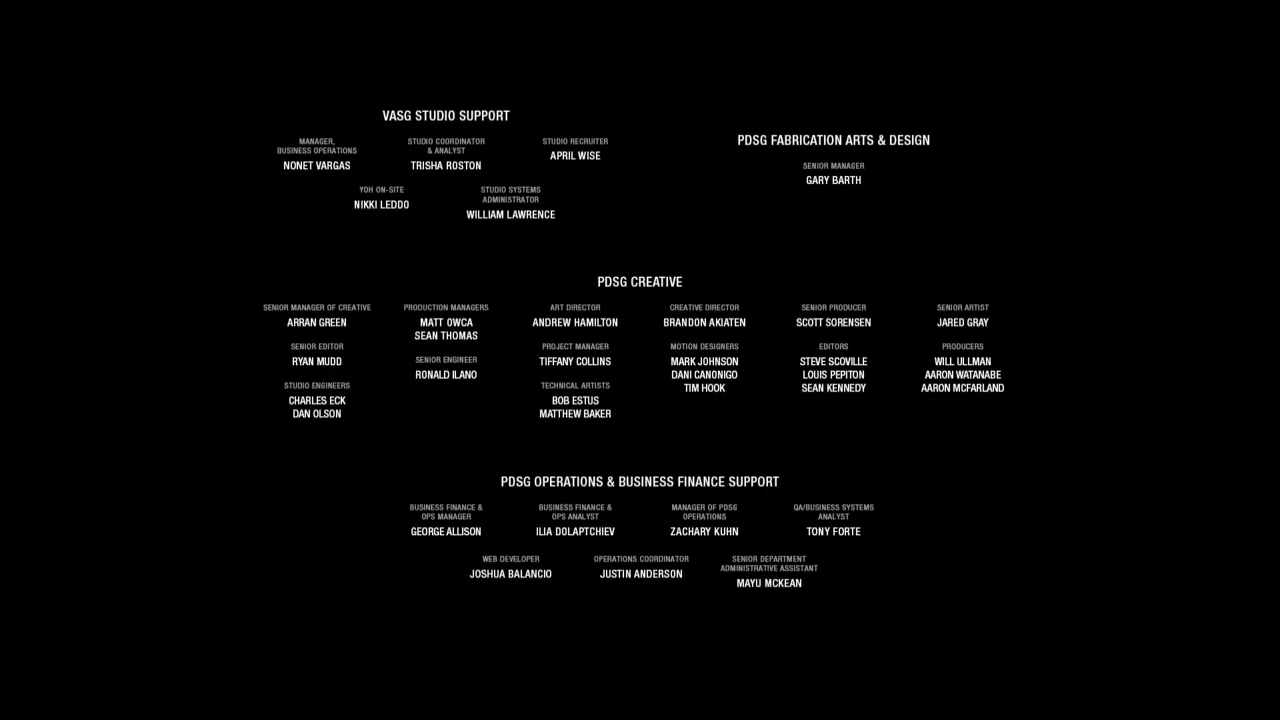 VASG STUDIO SUPPORT
MANAGER,
BUSINESS OPERATIONS
NONET VARGAS
STUDIO COORDINATOR
& ANALYST
TRISHA ROSTON
STUDIO RECRUITER
APRIL WISE
YOH ON-SITE
NIKKI LEDDO
STUDIO SYSTEMS
ADMINISTRATOR
WILLIAM LAWRENCE
PDSG FABRICATION ARTS & DESIGN
SENIOR MANAGER
GARY BARTH
PDSG CREATIVE
SENIOR MANAGER OF CREATIVE
ARRAN GREEN
SENIOR EDITOR
RYAN MUDD
STUDIO ENGINEERS
CHARLES ECK
DAN OLSON
PRODUCTION MANAGERS
MATT OWCA
SEAN THOMAS
SENIOR ENGINEER
RONALD ILANO
ART DIRECTOR
ANDREW HAMILTON
PROJECT MANAGER
TIFFANY COLLINS
TECHNICAL ARTISTS
BOB ESTUS
MATTHEW BAKER
CREATIVE DIRECTOR
BRANDON AKIATEN
MOTION DESIGNERS
MARK JOHNSON
DANI CANONIGO
TIM HOOK
SENIOR PRODUCER
SCOTT SORENSEN
EDITORS
STEVE SCOVILLE
LOUIS PEPITON
SEAN KENNEDY
SENIOR ARTIST
JARED GRAY
PRODUCERS
WILL ULLMAN
AARON WATANABE
AARON MCFARLAND
PDSG OPERATIONS & BUSINESS FINANCE SUPPORT
BUSINESS FINANCE &
OPS MANAGER
GEORGE ALLISON
BUSINESS FINANCE &
OPS ANALYST
ILIA DOLAPTCHIEV
MANAGER OF PDSG
OPERATIONS
ZACHARY KUHN
QA/BUSINESS SYSTEMS
ANALYST
TONY FORTE
WEB DEVELOPER
JOSHUA BALANCIO
OPERATIONS COORDINATOR
JUSTIN ANDERSON
SENIOR DEPARTMENT
ADMINISTRATIVE ASSISTANT
MAYU MCKEAN